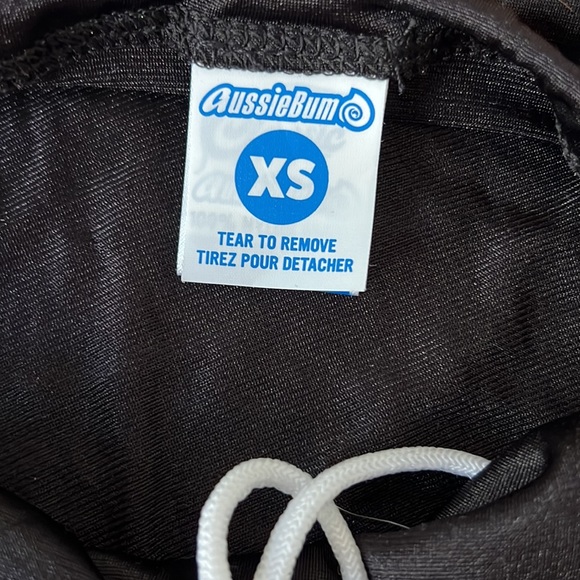 aussieBum
XS
TEAR TO REMOVE
TIREZ POUR DETACHER